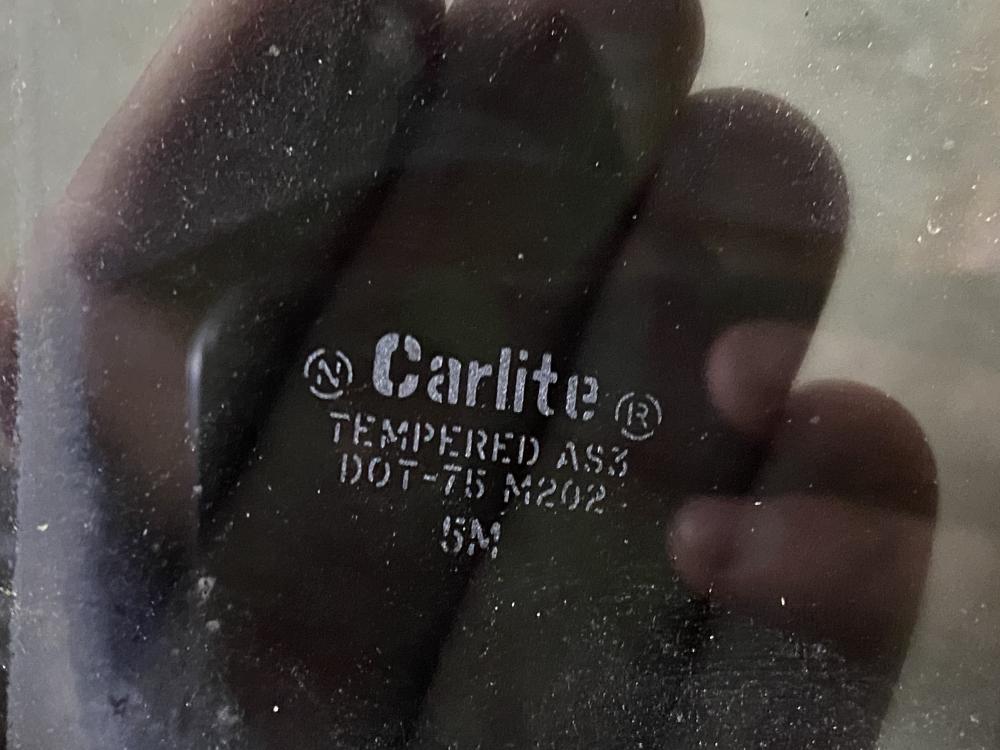 Ⓝ Carlite ®
TEMPERED AS3
DOT-75 M202
5M